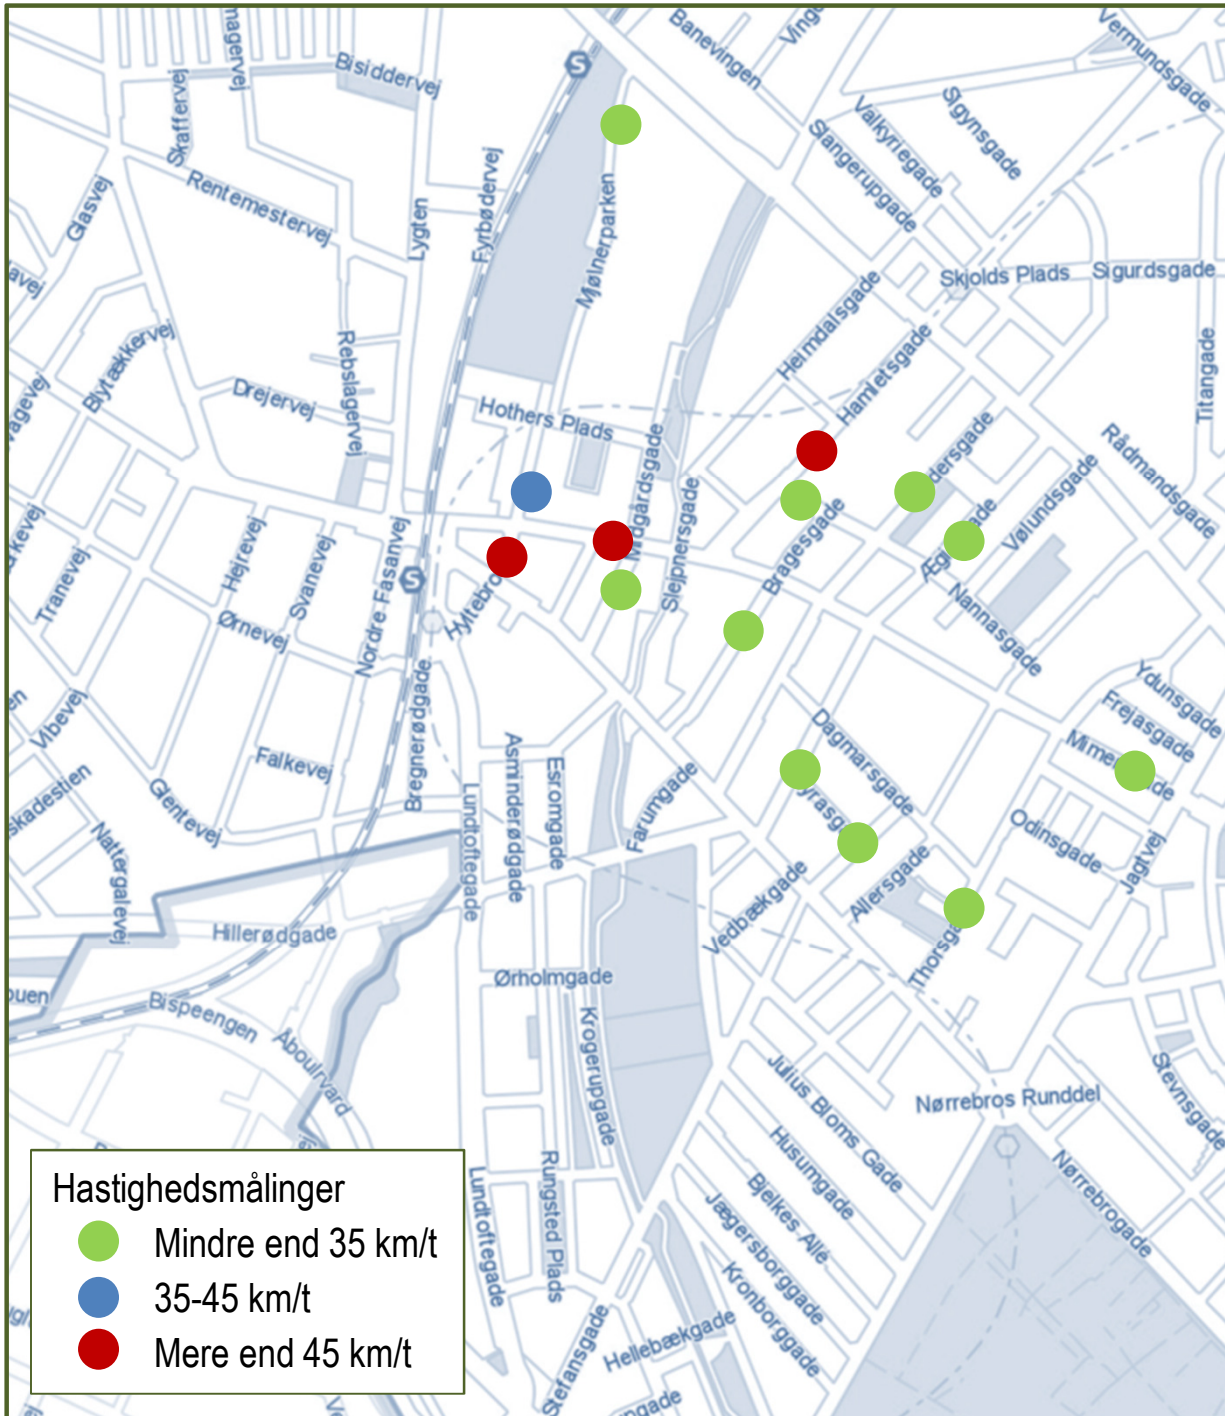 Banevingen
Vermundsgade
Bisiddervej
Skaffervej
Sigynsgade
Valkyriegade
Slangerupgade
Rentemestervej
Glasvej
Lygten
Fyrbødervej
Mjølnerparken
Skjolds Plads
Sigurdsgade
Heimdalsgade
Hamletsgade
Titangade
Blytækkervej
Rebslagervej
Drejervej
Hothers Plads
Midgårdsgade
Slejpnersgade
Rådmandsgade
Vølundsgade
Bragesgade
Nannasgade
Hejrevej
Svanevej
Tranevej
Ørnevej
Nordre Fasanvej
Bregnerødgade
Vibevej
Falkevej
Glentevej
Nattergalevej
Lundtoftegade
Asminderødgade
Esromgade
Farumgade
Dagmarsgade
Ydunsgade
Frejasgade
Odinsgade
Jagtvej
Vedbækgade
Allersgade
Hillerødgade
Ørholmgade
Krogerupgade
Bispeengen
Åboulrvard
Julius Bloms Gade
Husumgade
Bjelkes Allé
Jægersborggade
Kronborggade
Nørrebros Runddel
Nørrebrogade
Stevnsgade
Lundtoftegade
Rungsted Plads
Stefansgade
Hellebækgade
S
S
Hastighedsmålinger
Mindre end 35 km/t
35-45 km/t
Mere end 45 km/t